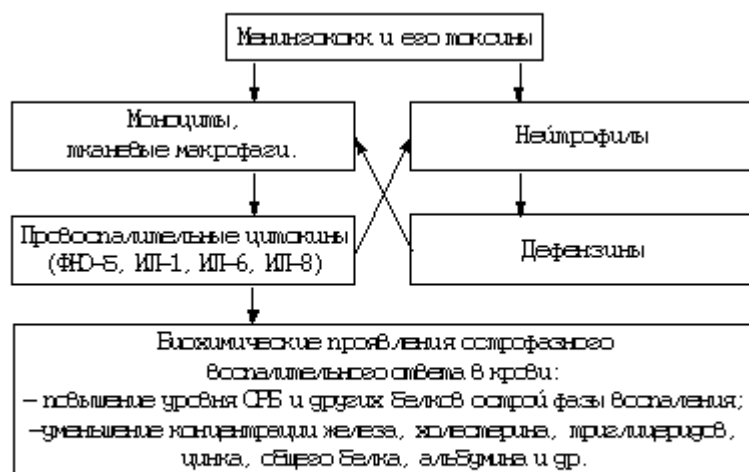 Менингококк и его токсины
Моноциты,
тканевые макрофаги.
Нейтрофилы
Провоспалительные цитокины
(ФНО-Б, ИЛ-1, ИЛ-6, ИЛ-8)
Дефензины
Биохимические проявления острофазного
воспалительного ответа в крови:
– повышение уровня СРБ и других белков острой фазы воспаления;
–уменьшение концентрации железа, холестерина, триглицеридов,
цинка, общего белка, альбумина и др.